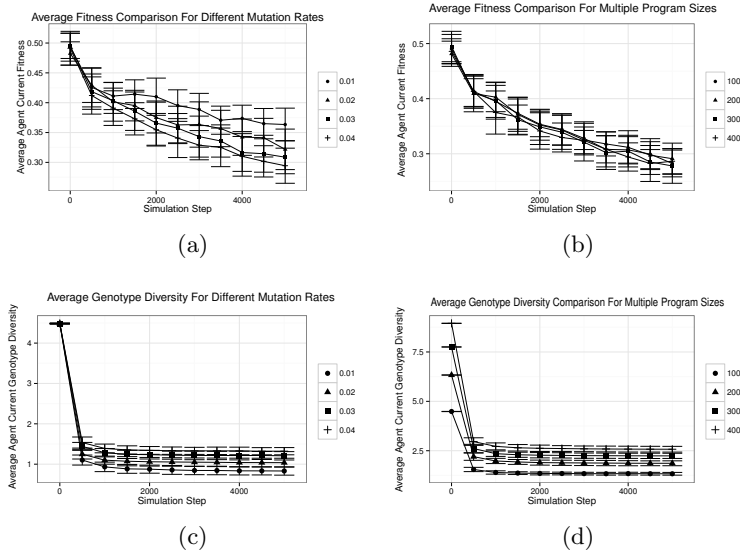 Average Fitness Comparison For Different Mutation Rates
Average Agent Current Fitness
0.50
0.45
0.40
0.35
0.30
0
2000
4000
Simulation Step
0.01
0.02
0.03
0.04
(a)
Average Fitness Comparison For Multiple Program Sizes
Average Agent Current Fitness
0.5
0.4
0.3
0
2000
4000
Simulation Step
100
200
300
400
(b)
Average Genotype Diversity For Different Mutation Rates
Average Agent Current Genotype Diversity
4
3
2
1
0
2000
4000
Simulation Step
0.01
0.02
0.03
0.04
(c)
Average Genotype Diversity Comparison For Multiple Program Sizes
Average Agent Current Genotype Diversity
7.5
5.0
2.5
0
2000
4000
Simulation Step
100
200
300
400
(d)